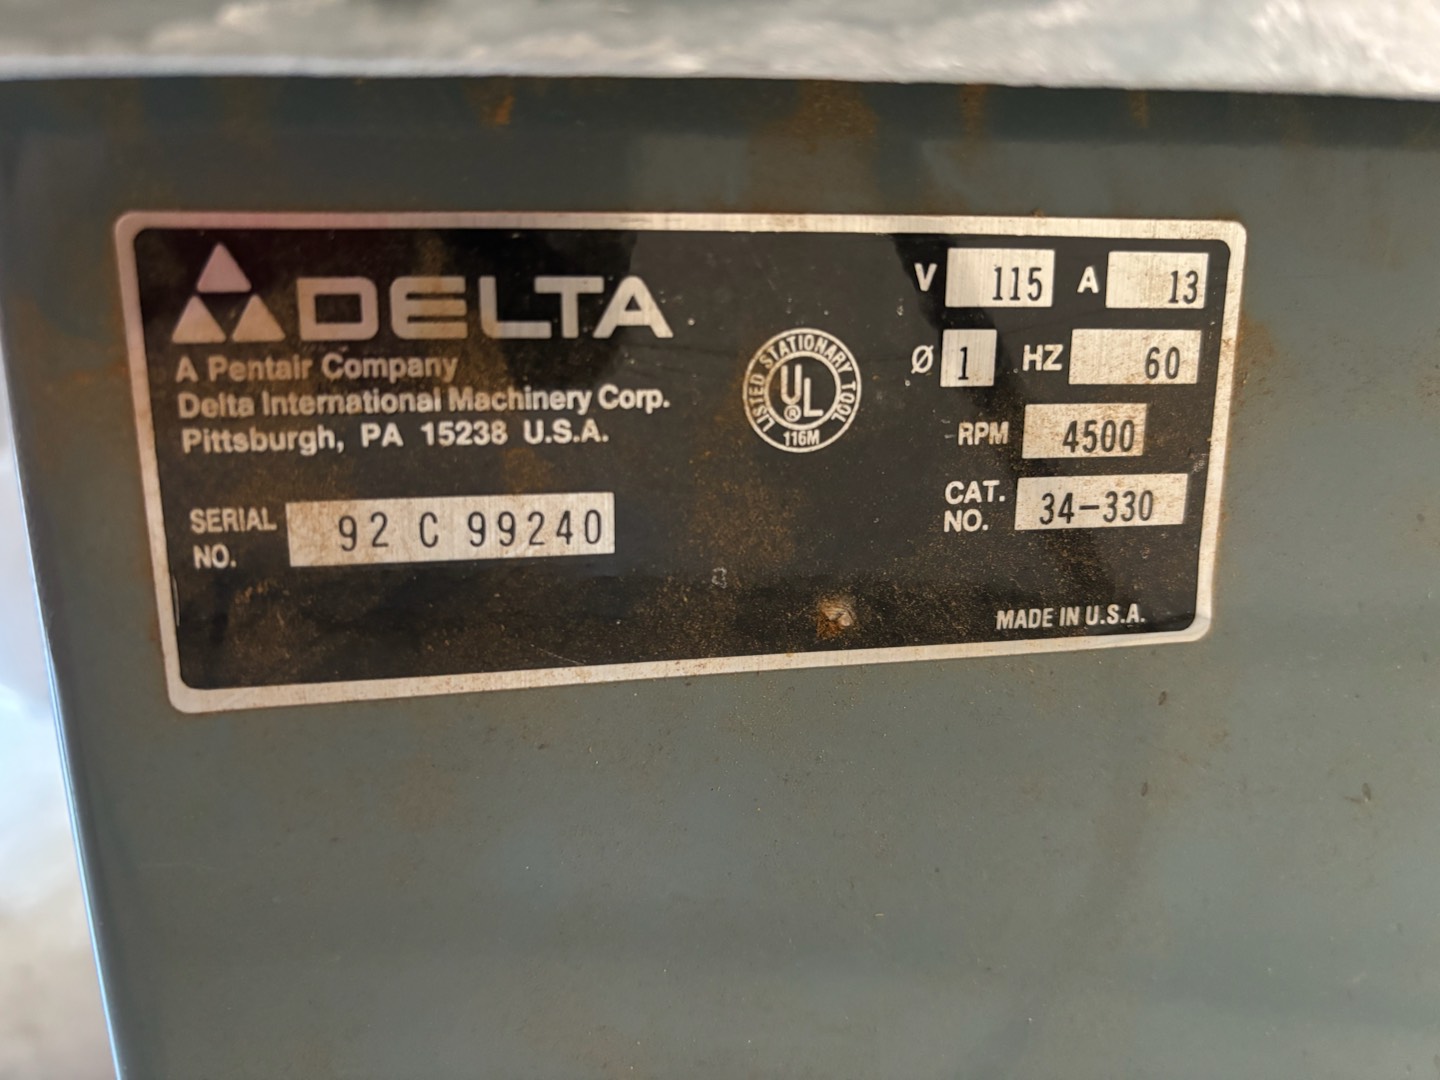 DELTA
A Pentair Company
Delta International Machinery Corp.
Pittsburgh, PA 15238 U.S.A.
SERIAL NO. 92 C 99240
LISTED STATIONARY TOOL
UL
®
116M
V 115 A 13
Ø 1 HZ 60
RPM 4500
CAT. NO. 34-330
MADE IN U.S.A.